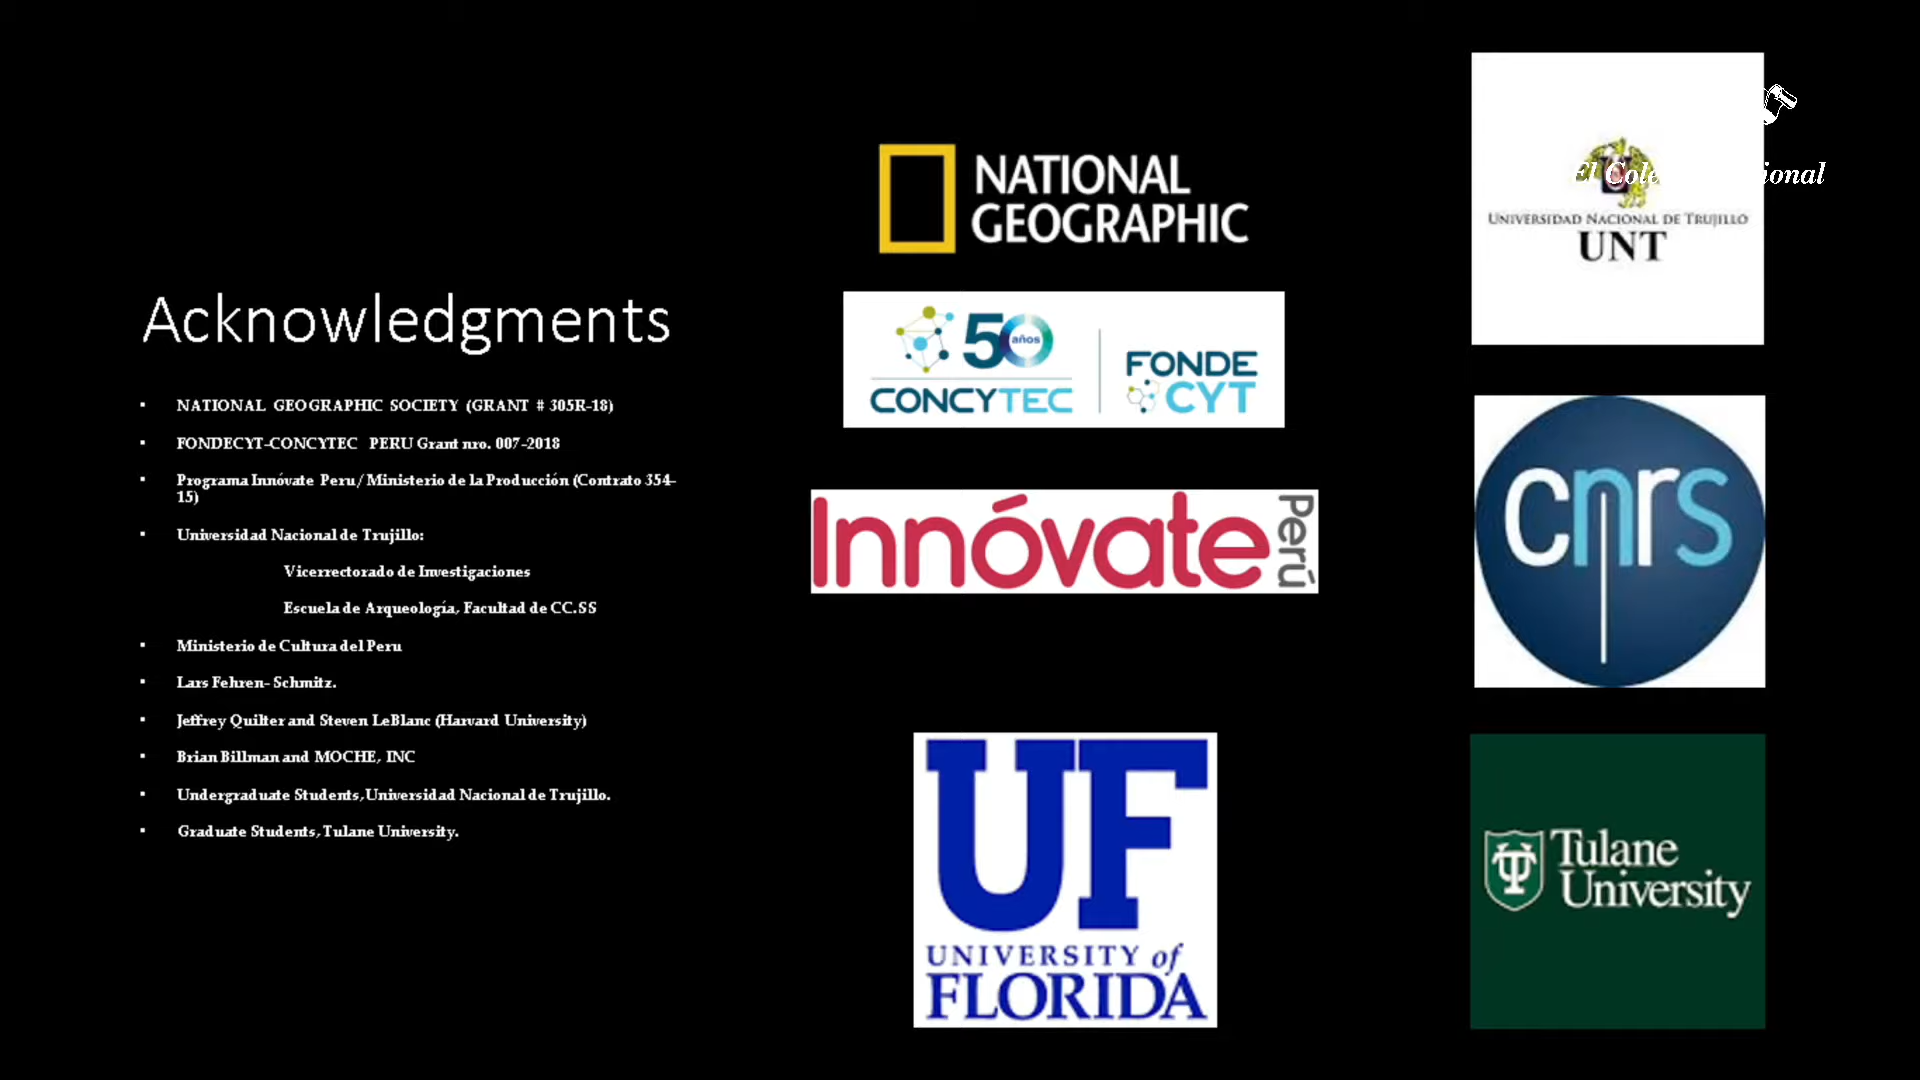 Acknowledgments
▪ NATIONAL GEOGRAPHIC SOCIETY (GRANT # 305R-18)
▪ FONDECYT-CONCYTEC PERU Grant nro. 007-2018
▪ Programa Innóvate Peru / Ministerio de la Producción (Contrato 354-
15)
▪ Universidad Nacional de Trujillo:
Vicerrectorado de Investigaciones
Escuela de Arqueología, Facultad de CC.SS
▪ Ministerio de Cultura del Peru
▪ Lars Fehren- Schmitz.
▪ Jeffrey Quilter and Steven LeBlanc (Harvard University)
▪ Brian Billman and MOCHE, INC
▪ Undergraduate Students, Universidad Nacional de Trujillo.
▪ Graduate Students, Tulane University.
NATIONAL
GEOGRAPHIC
50 años
CONCYTEC
FONDE
CYT
Innóvate Perú
UF
UNIVERSITY of
FLORIDA
El
UNIVERSIDAD NACIONAL DE TRUJILLO
UNT
cnrs
Tulane
University